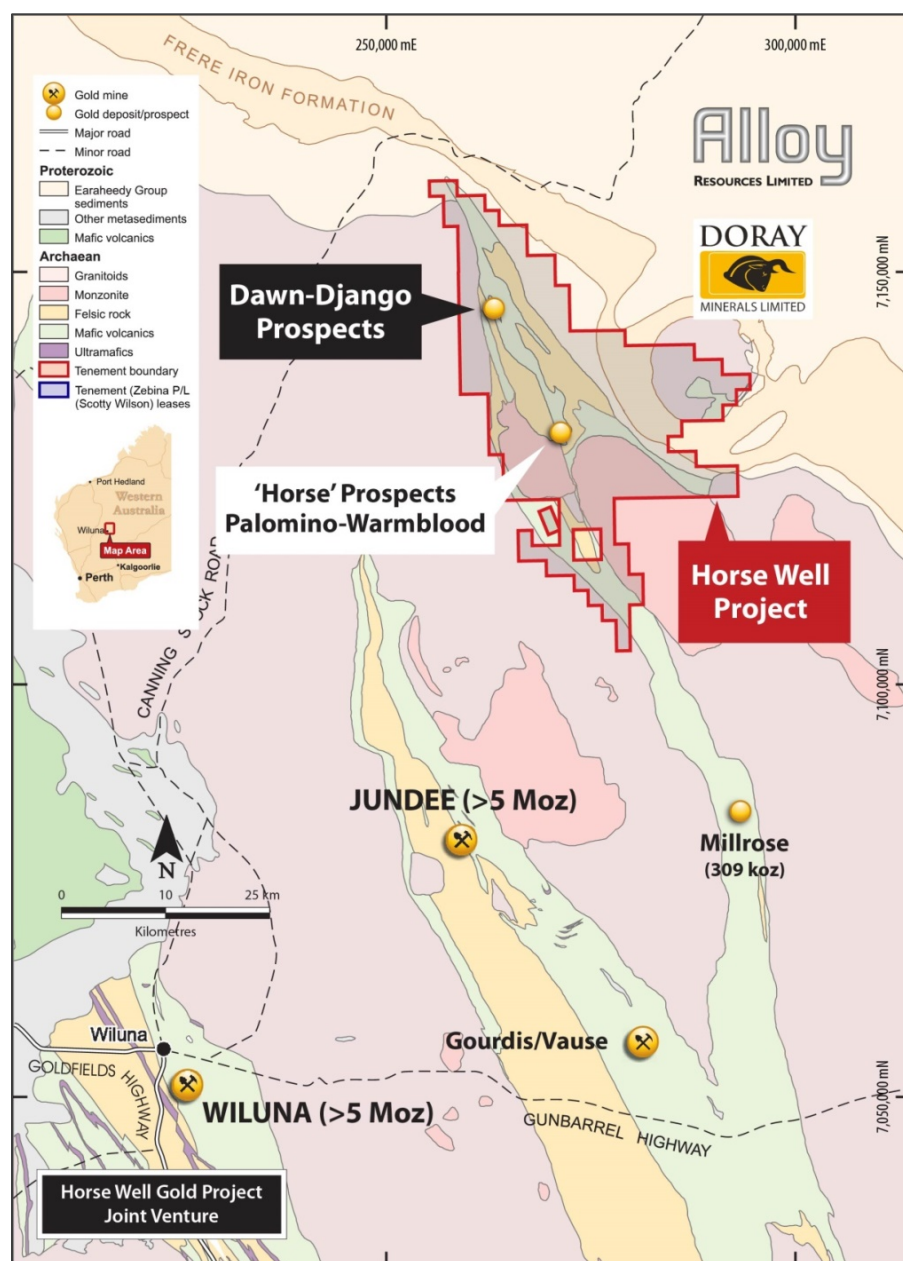 250,000 mE
300,000 mE
FRERE IRON FORMATION
Gold mine
Gold deposit/prospect
Major road
Minor road
Proterozoic
Earaheedy Group
sediments
Other metasediments
Mafic volcanics
Archaean
Granitoids
Monzonite
Felsic rock
Mafic volcanics
Ultramafics
Tenement boundary
Tenement (Zebina P/L
(Scotty Wilson) leases
Port Hedland
Western
Australia
Wiluna
Map Area
Kalgoorlie
Perth
Alloy
RESOURCES LIMITED
DORAY
MINERALS LIMITED
7,150,000 mN
Dawn-Django
Prospects
'Horse' Prospects
Palomino-Warmblood
Horse Well
Project
CANNING STOCK ROAD
7,100,000 mN
JUNDEE (>5 Moz)
Millrose
(309 koz)
N
0 10 25 km
Kilometres
Gourdis/Vause
Wiluna
GOLDFIELDS HIGHWAY
WILUNA (>5 Moz)
GUNBARREL HIGHWAY
7,050,000 mN
Horse Well Gold Project
Joint Venture